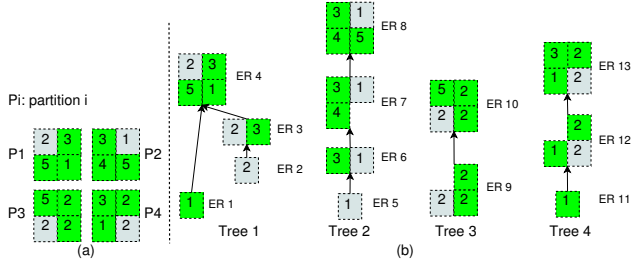 Pi: partition i
P1
2 3
5 1
3 1
4 5
P2
P3
5 2
2 2
3 2
1 2
P4
(a)
2 3
5 1
ER 4
2 3
ER 3
2
ER 2
1
ER 1
Tree 1
3 1
4 5
ER 8
3 1
4
ER 7
3 1
ER 6
1
ER 5
Tree 2
(b)
5 2
2 2
ER 10
2
2 2
ER 9
Tree 3
3 2
1 2
ER 13
2
1 2
ER 12
1
ER 11
Tree 4